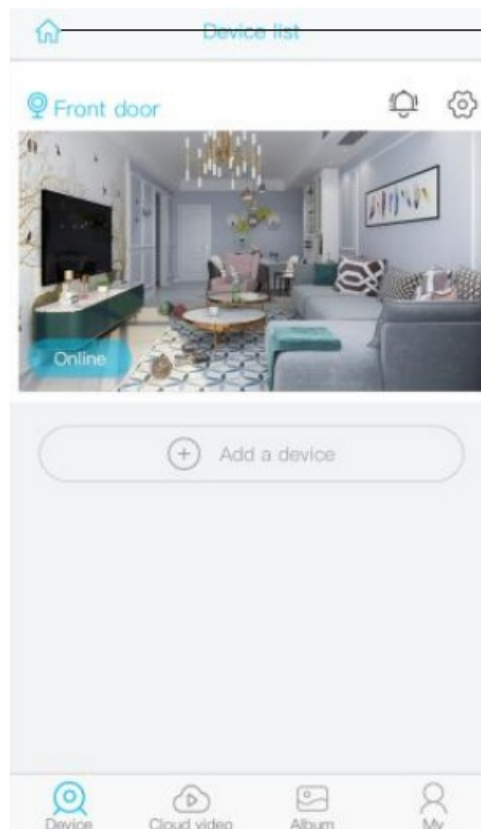 Device list
Front door
Online
Add a device
Device Cloud video Album My